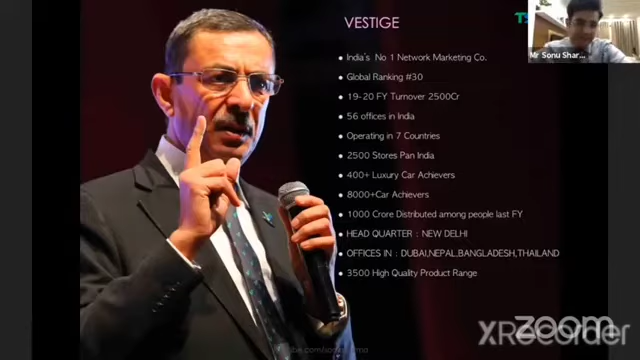 VESTIGE
Mr Sonu Shar...
● India's No 1 Network Marketing Co.
● Global Ranking #30
● 19-20 FY Turnover 2500Cr
● 56 offices in India
● Operating in 7 Countries
● 2500 Stores Pan India
● 400+ Luxury Car Achievers
● 8000+Car Achievers
● 1000 Crore Distributed among people last FY
● HEAD QUARTER : NEW DELHI
● OFFICES IN : DUBAI,NEPAL,BANGLADESH,THAILAND
● 3500 High Quality Product Range
zoom
XRecorder